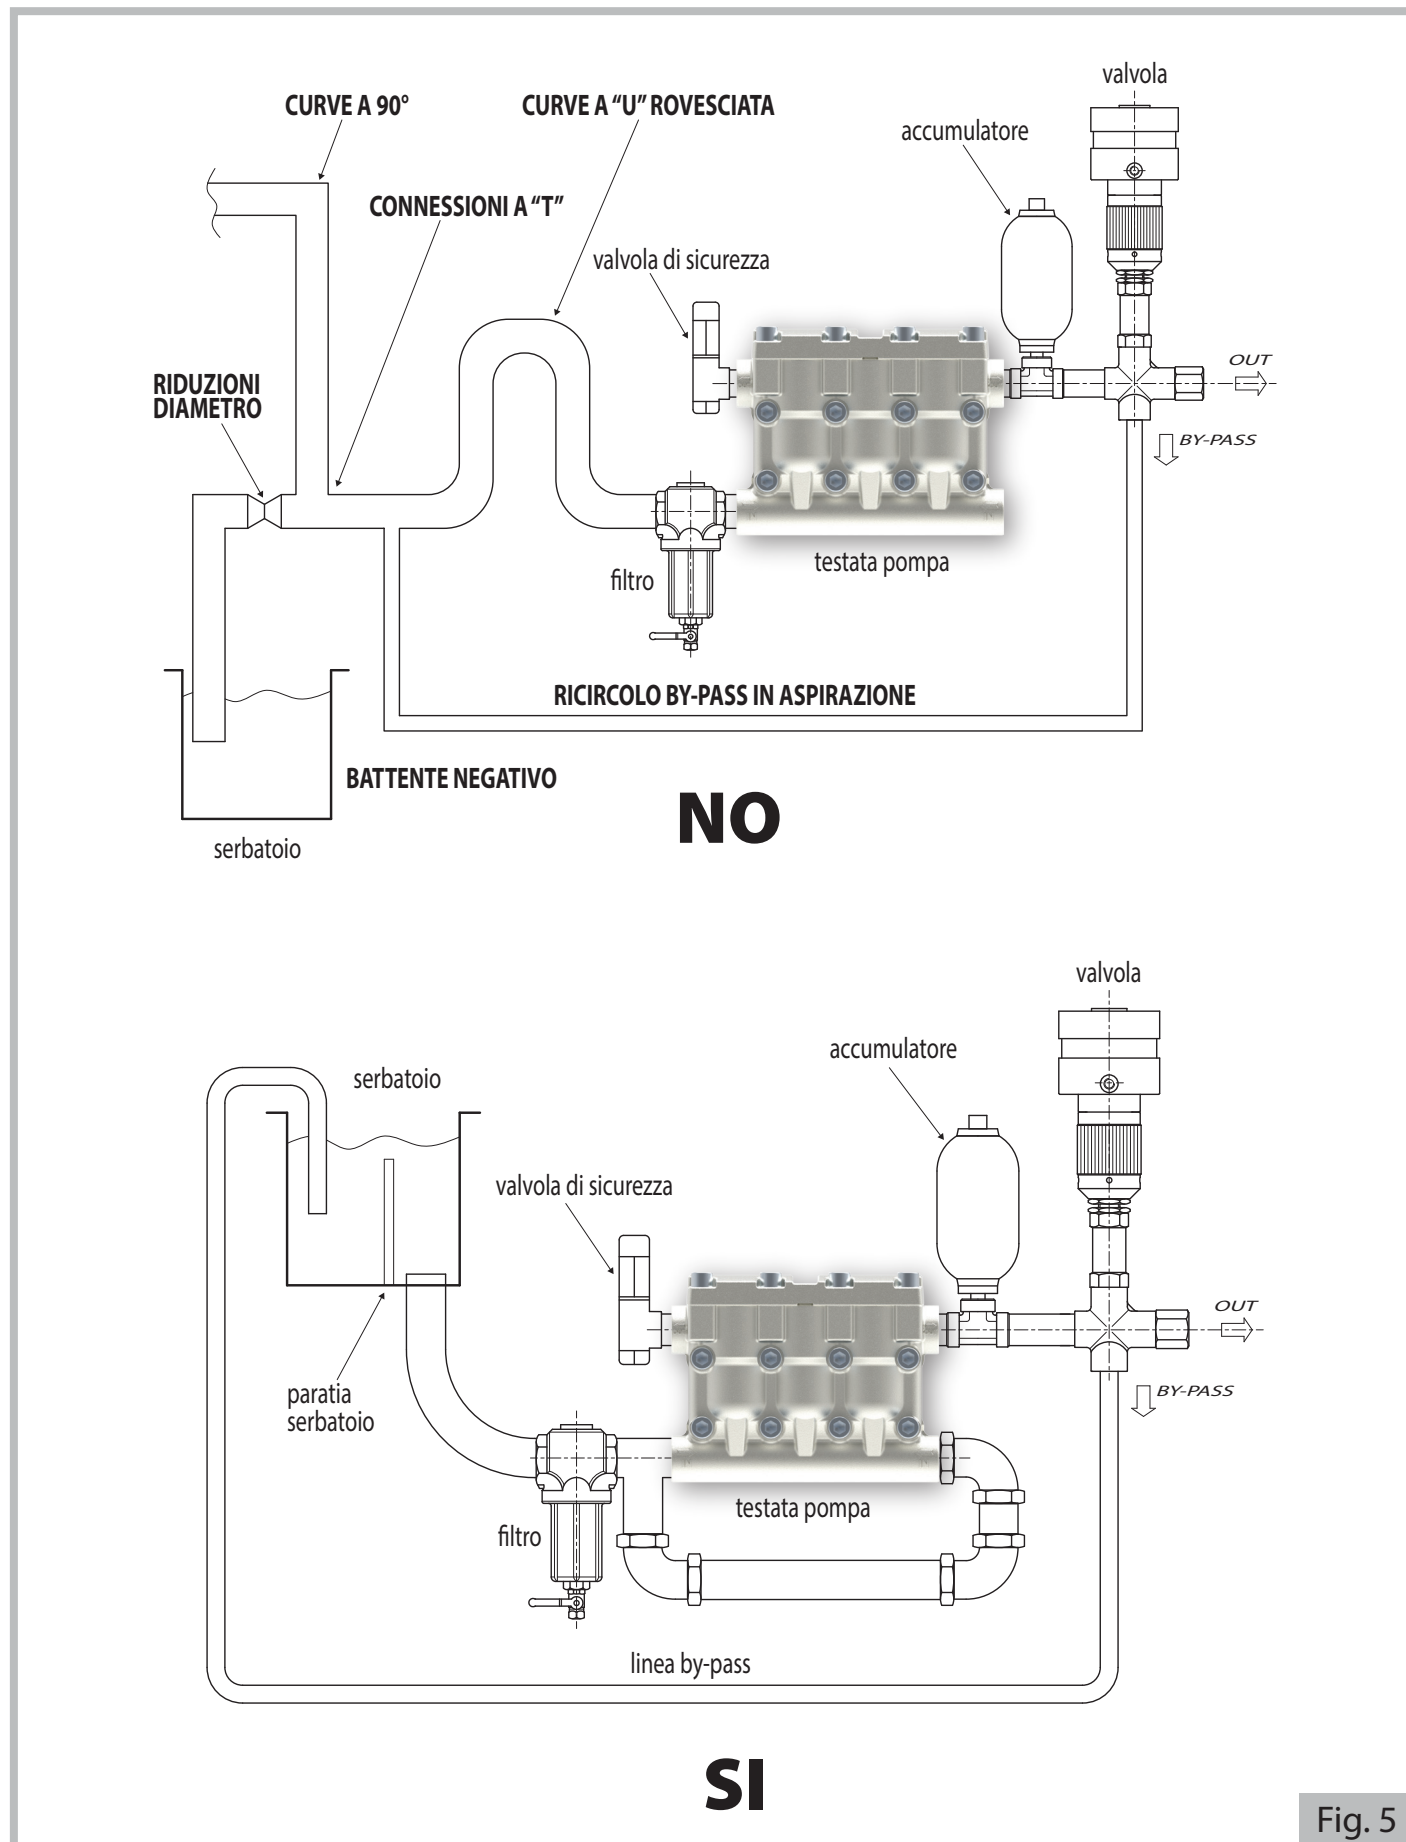 valvola
CURVE A 90°
CURVE A “U” ROVESCIATA
accumulatore
CONNESSIONI A “T”
valvola di sicurezza
OUT
RIDUZIONI
DIAMETRO
BY-PASS
testata pompa
filtro
RICIRCOLO BY-PASS IN ASPIRAZIONE
BATTENTE NEGATIVO
NO
serbatoio
valvola
accumulatore
serbatoio
valvola di sicurezza
OUT
paratia
serbatoio
BY-PASS
testata pompa
filtro
linea by-pass
SI
Fig. 5